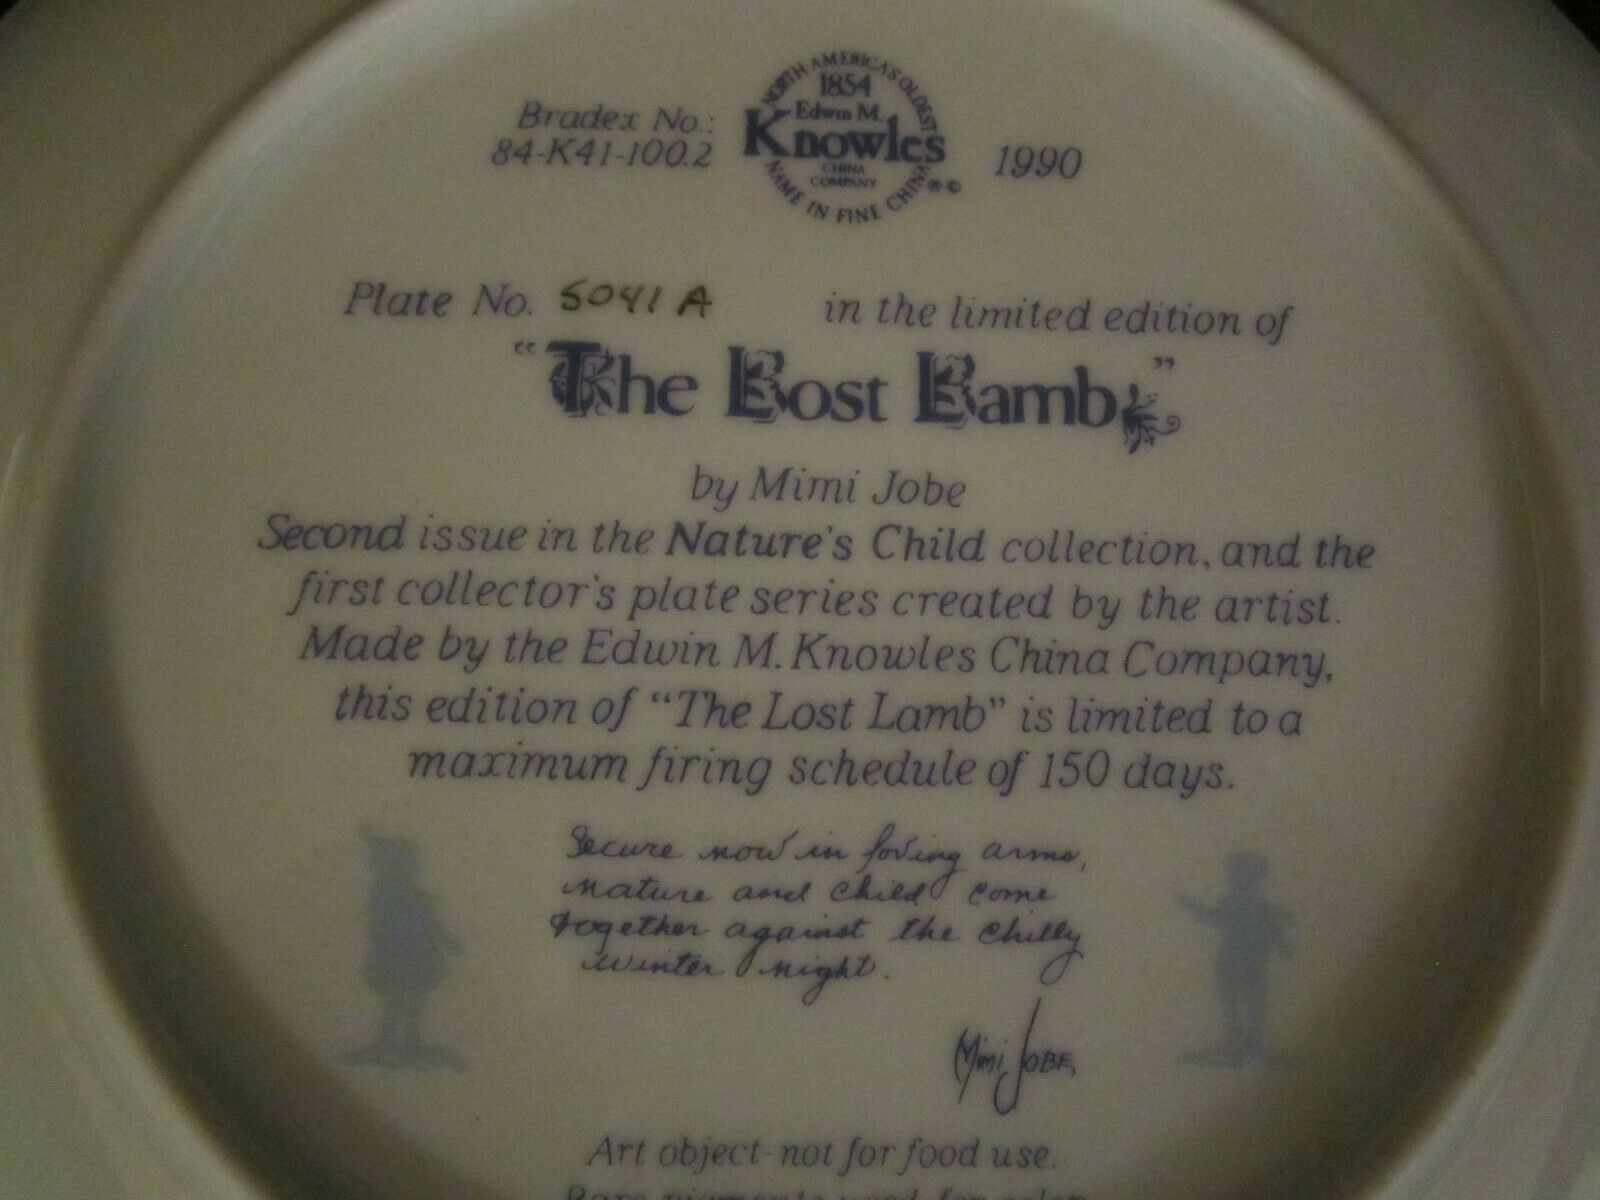 NORTH AMERICA'S OLDEST
1854
Edwin M.
Knowles
CHINA
COMPANY
NAME IN FINE CHINA
® ©
Bradex No.:
84-K41-100.2
1990
Plate No. 5041 A in the limited edition of
"The Lost Lamb"
by Mimi Jobe
Second issue in the Nature's Child collection, and the
first collector's plate series created by the artist.
Made by the Edwin M. Knowles China Company,
this edition of "The Lost Lamb" is limited to a
maximum firing schedule of 150 days.
Secure now in loving arms,
nature and child come
together against the chilly
winter night.
Mimi Jobe
Art object-not for food use.
Rare pigments used for color